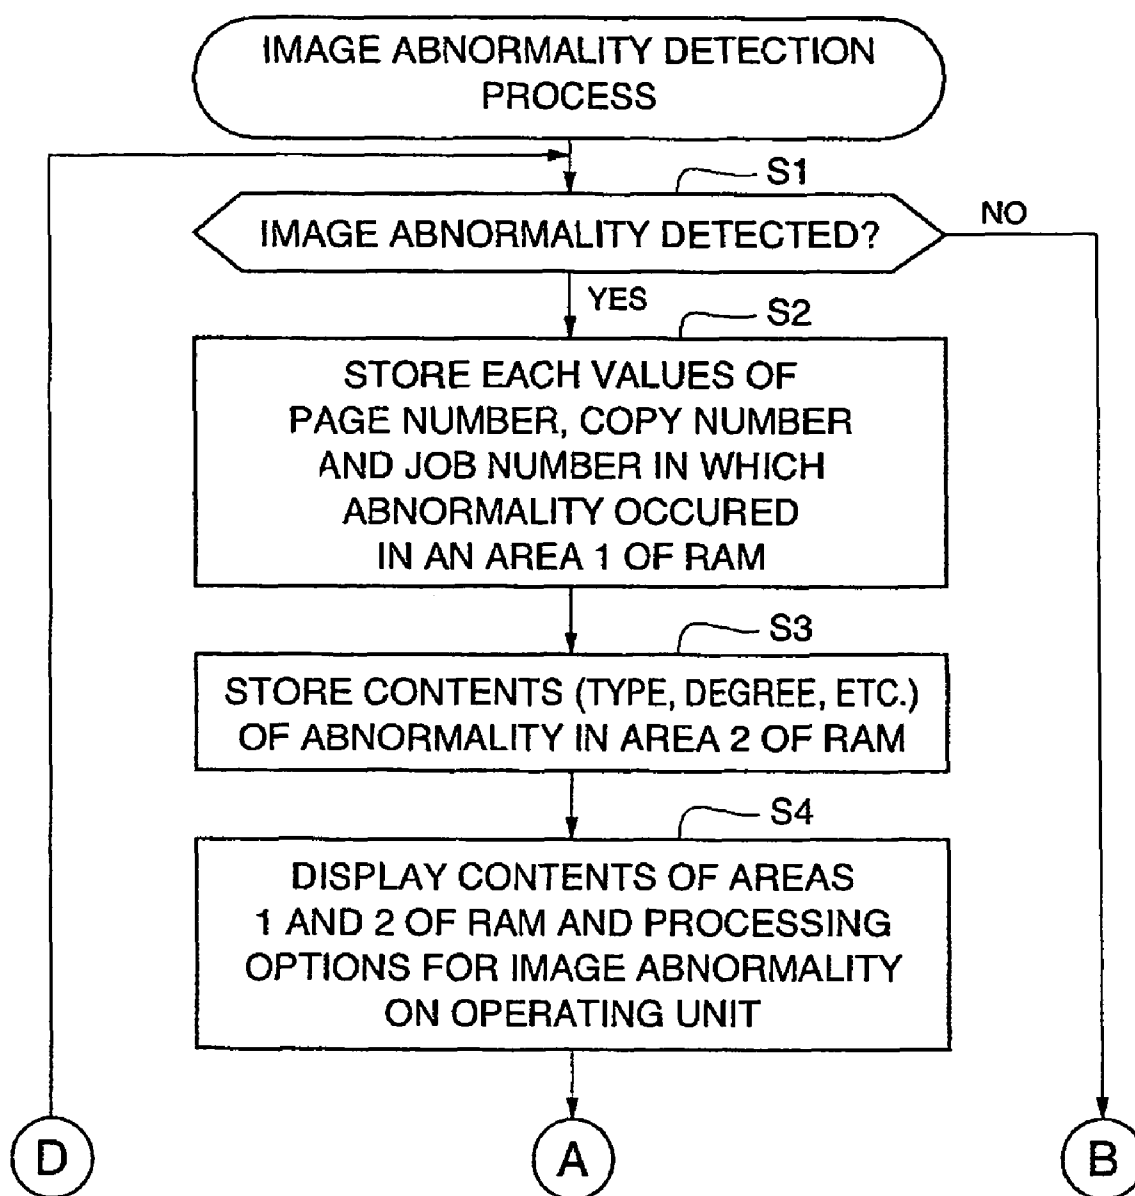 IMAGE ABNORMALITY DETECTION
PROCESS
S1
IMAGE ABNORMALITY DETECTED?
NO
YES
S2
STORE EACH VALUES OF
PAGE NUMBER, COPY NUMBER
AND JOB NUMBER IN WHICH
ABNORMALITY OCCURED
IN AN AREA 1 OF RAM
S3
STORE CONTENTS (TYPE, DEGREE, ETC.)
OF ABNORMALITY IN AREA 2 OF RAM
S4
DISPLAY CONTENTS OF AREAS
1 AND 2 OF RAM AND PROCESSING
OPTIONS FOR IMAGE ABNORMALITY
ON OPERATING UNIT
D
A
B